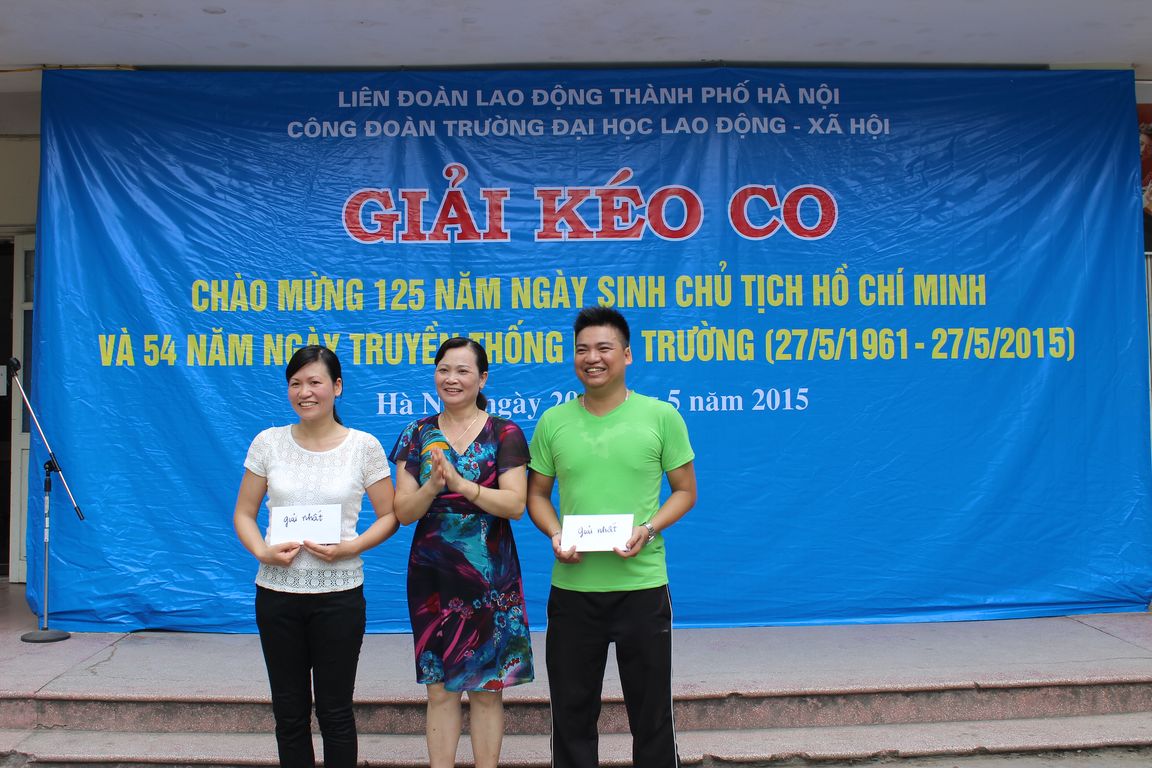 LIÊN ĐOÀN LAO ĐỘNG THÀNH PHỐ HÀ NỘI
CÔNG ĐOÀN TRƯỜNG ĐẠI HỌC LAO ĐỘNG - XÃ HỘI
GIẢI KÉO CO
CHÀO MỪNG 125 NĂM NGÀY SINH CHỦ TỊCH HỒ CHÍ MINH
VÀ 54 NĂM NGÀY TRUYỀN THỐNG TRƯỜNG (27/5/1961 - 27/5/2015)
Hà ngày 5 năm 2015
giải nhất
giải nhất